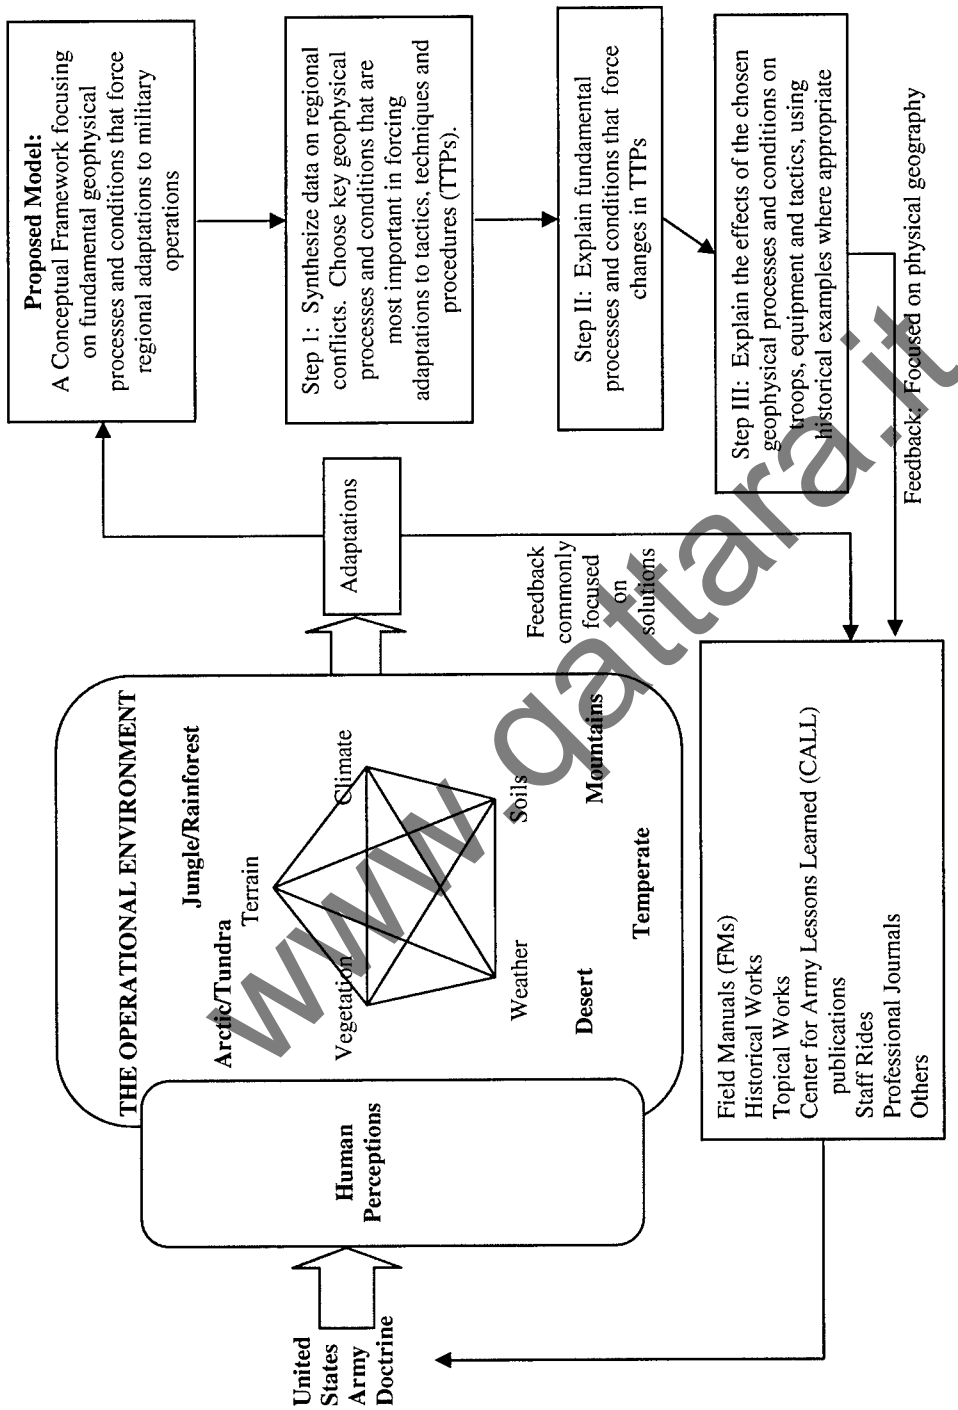 United
States
Army
Doctrine
Human
Perceptions
THE OPERATIONAL ENVIRONMENT
Arctic/Tundra
Jungle/Rainforest
Terrain
Vegetation
Climate
Weather
Soils
Desert
Temperate
Mountains
Adaptations
Feedback
commonly
focused
on
solutions
Proposed Model:
A Conceptual Framework focusing
on fundamental geophysical
processes and conditions that force
regional adaptations to military
operations
Step 1: Synthesize data on regional
conflicts. Choose key geophysical
processes and conditions that are
most important in forcing
adaptations to tactics, techniques and
procedures (TTPs).
Step II: Explain fundamental
processes and conditions that force
changes in TTPs
Step III: Explain the effects of the chosen
geophysical processes and conditions on
troops, equipment and tactics, using
historical examples where appropriate
Feedback: Focused on physical geography
Field Manuals (FMs)
Historical Works
Topical Works
Center for Army Lessons Learned (CALL)
publications
Staff Rides
Professional Journals
Others
www.qattara.it